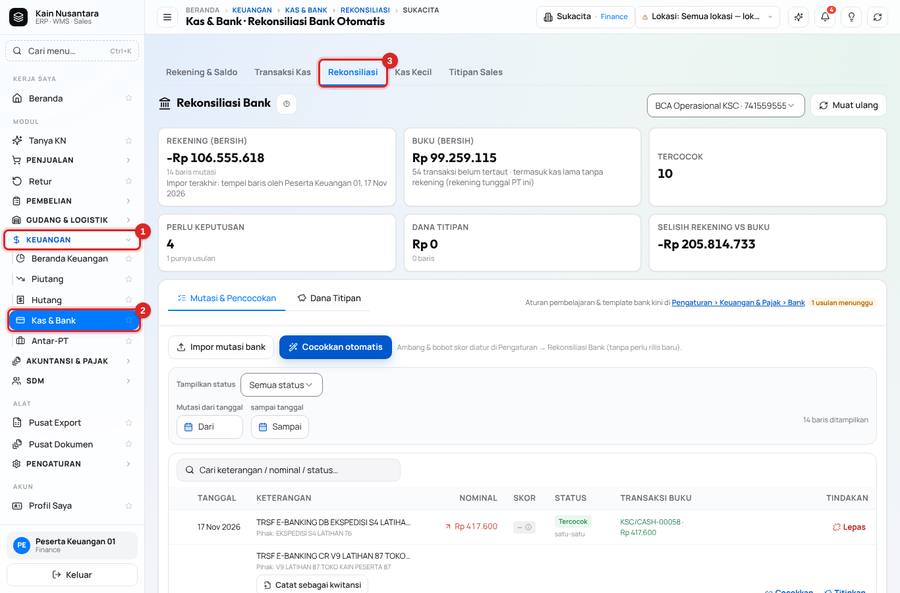 Kain Nusantara
ERP · WMS · Sales
Cari menu... Ctrl+K
KERJA SAYA
Beranda
MODUL
Tanya KN
PENJUALAN
Retur
PEMBELIAN
GUDANG & LOGISTIK
KEUANGAN
1
Beranda Keuangan
Piutang
Hutang
Kas & Bank
2
Antar-PT
AKUNTANSI & PAJAK
SDM
ALAT
Pusat Export
Pusat Dokumen
PENGATURAN
AKUN
Profil Saya
PE
Peserta Keuangan 01
Finance
Keluar
BERANDA › KEUANGAN › KAS & BANK › REKONSILIASI › SUKACITA
Kas & Bank · Rekonsiliasi Bank Otomatis
Sukacita · Finance
Lokasi: Semua lokasi — lok...
4
Rekening & Saldo
Transaksi Kas
Rekonsiliasi
3
Kas Kecil
Titipan Sales
Rekonsiliasi Bank
BCA Operasional KSC · 741559555
Muat ulang
REKENING (BERSIH)
-Rp 106.555.618
14 baris mutasi
Impor terakhir: tempel baris oleh Peserta Keuangan 01, 17 Nov
2026
BUKU (BERSIH)
Rp 99.259.115
54 transaksi belum tertaut · termasuk kas lama tanpa
rekening (rekening tunggal PT ini)
TERCOCOK
10
PERLU KEPUTUSAN
4
1 punya usulan
DANA TITIPAN
Rp 0
0 baris
SELISIH REKENING VS BUKU
-Rp 205.814.733
Mutasi & Pencocokan
Dana Titipan
Aturan pembelajaran & template bank kini di Pengaturan › Keuangan & Pajak › Bank 1 usulan menunggu
Impor mutasi bank
Cocokkan otomatis
Ambang & bobot skor diatur di Pengaturan → Rekonsiliasi Bank (tanpa perlu rilis baru).
Tampilkan status Semua status
Mutasi dari tanggal sampai tanggal
Dari Sampai
14 baris ditampilkan
Cari keterangan / nominal / status...
TANGGAL KETERANGAN NOMINAL SKOR STATUS TRANSAKSI BUKU TINDAKAN
17 Nov 2026
TRSF E-BANKING DB EKSPEDISI S4 LATIHA...
Pihak: EKSPEDISI S4 LATIHAN 76
Rp 417.600
—
Tercocok
satu-satu
KSC/CASH-00058 ·
Rp 417.600
Lepas
TRSF E-BANKING CR V9 LATIHAN 87 TOKO...
Pihak: V9 LATIHAN 87 TOKO KAIN PESERTA 87
Catat sebagai kwitansi
Cocokkan Titipkan